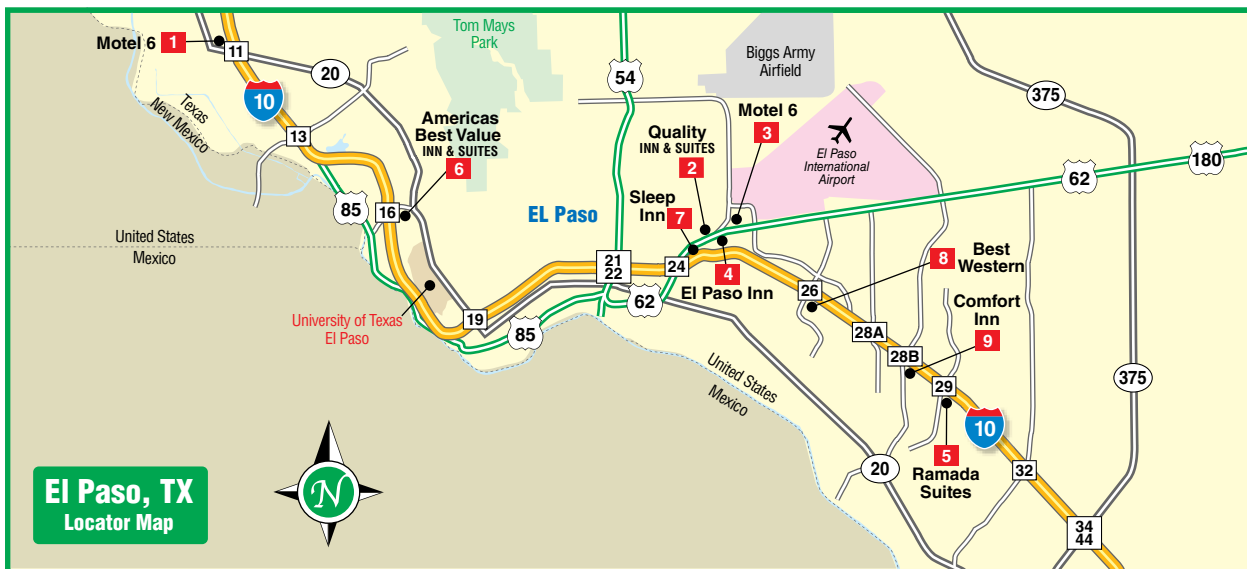 Motel 6 1
11
10
20
Texas
New Mexico
13
Tom Mays
Park
54
Biggs Army
Airfield
375
Motel 6
3
Quality
INN & SUITES
2
Americas
Best Value
INN & SUITES
6
El Paso
International
Airport
180
62
85
16
EL Paso
Sleep
Inn
7
United States
Mexico
21
22
24
4
El Paso Inn
62
8
Best
Western
26
Comfort
Inn
9
University of Texas
El Paso
19
85
28A
28B
29
375
United States
Mexico
10
5
Ramada
Suites
20
32
34
44
El Paso, TX
Locator Map
N